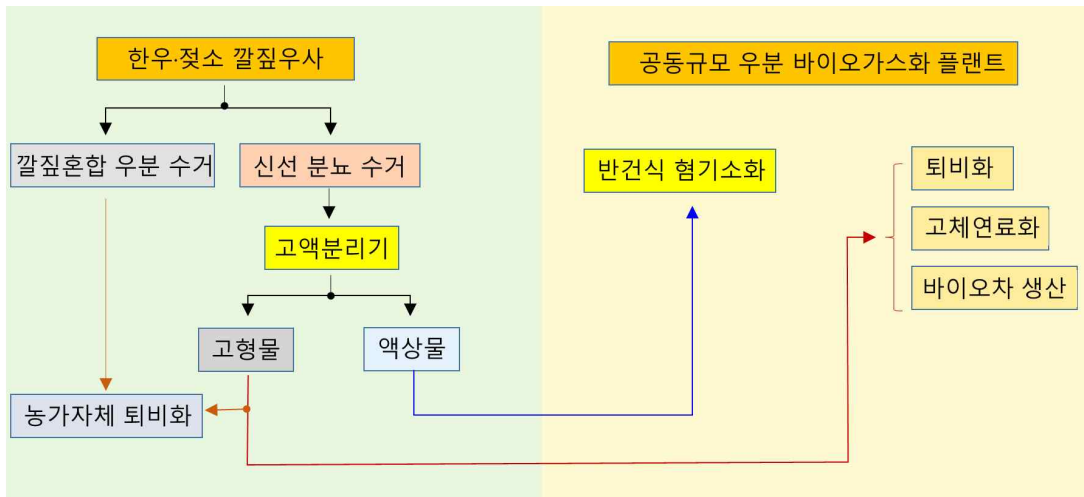 한우·젖소 깔짚우사
공동규모 우분 바이오가스화 플랜트
깔짚혼합 우분 수거
신선 분뇨 수거
고액분리기
고형물
액상물
농가자체 퇴비화
반건식 혐기소화
퇴비화
고체연료화
바이오차 생산